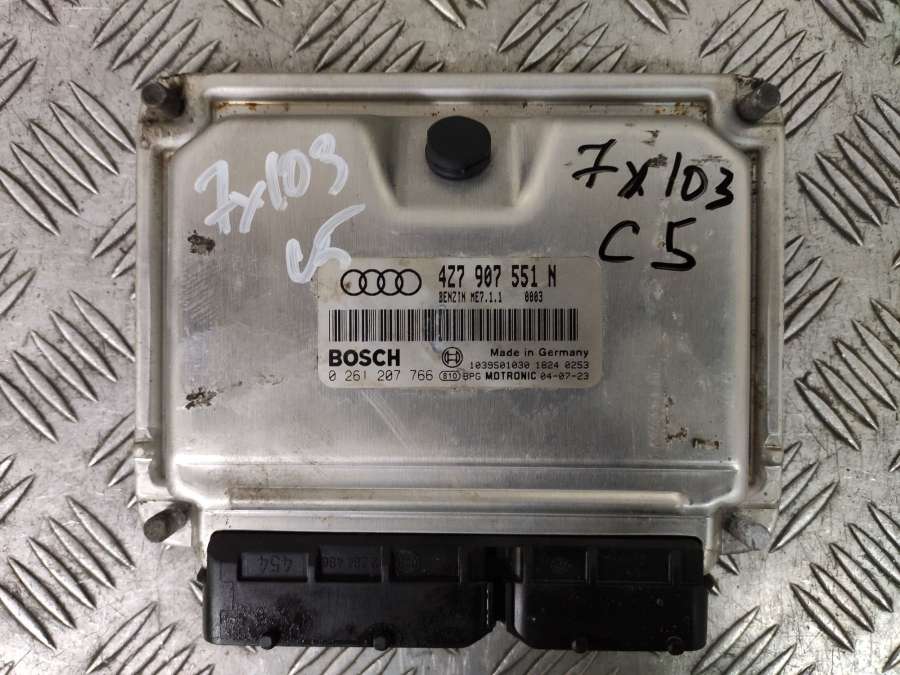 7x103
C5
7x103
C5
4Z7 907 551 N
BENZIN ME7.1.1 0003
BOSCH Made in Germany
1039S01030 1824 0253
0 261 207 766 810 BPG MOTRONIC 04-07-23
454